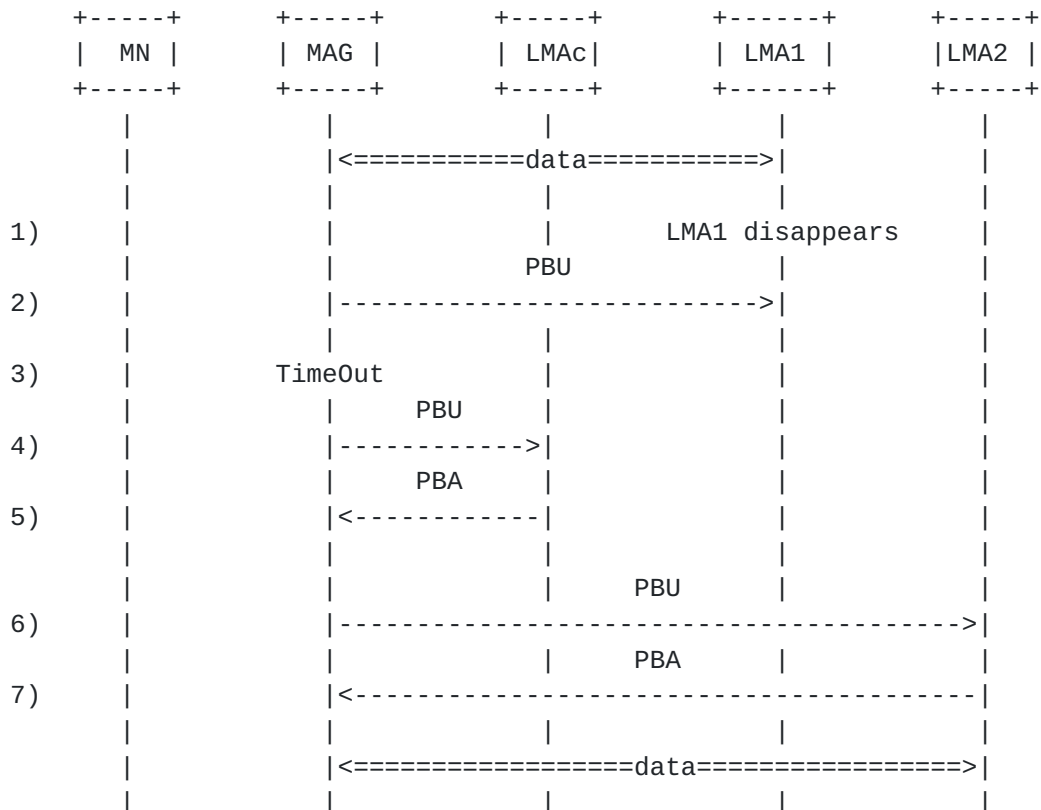 +-----+ +-----+ +-----+ +------+ +-----+
| MN | | MAG | | LMAc| | LMA1 | |LMA2 |
+-----+ +-----+ +-----+ +------+ +-----+
| | | | |
| |<===========data===========>| |
| | | | |
1) | | | LMA1 disappears |
| | PBU | |
2) | |--------------------------->| |
| | | | |
3) | TimeOut | | |
| | PBU | | |
4) | |------------>| | |
| | PBA | | |
5) | |<------------| | |
| | | | |
| | | PBU | |
6) | |---------------------------------------->|
| | | PBA | |
7) | |<----------------------------------------|
| | | | |
| |<==================data=================>|
| | | | |